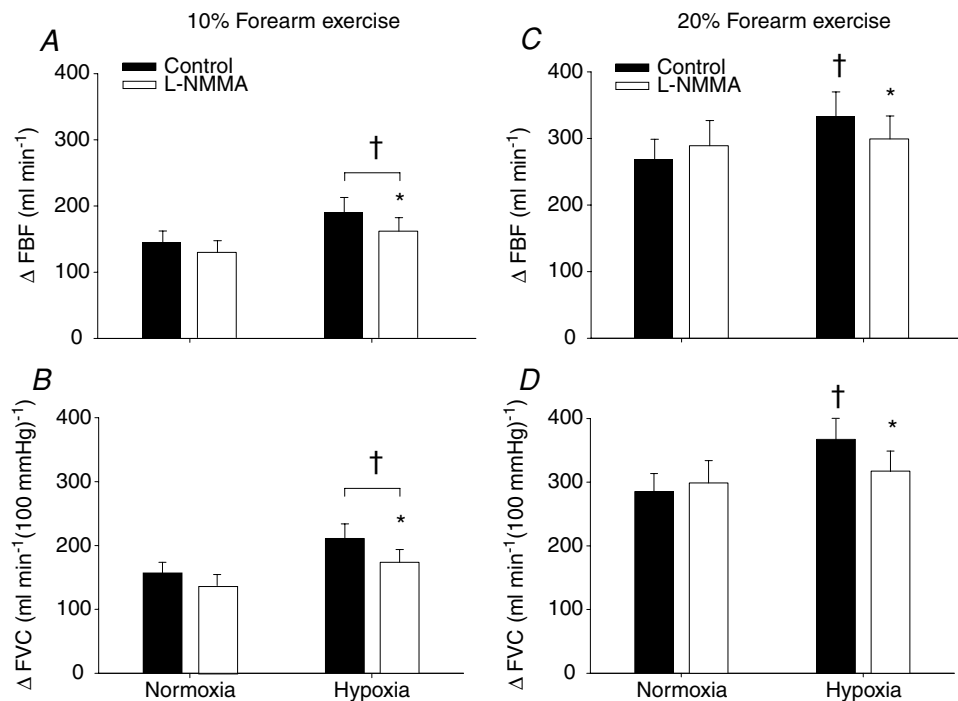 10% Forearm exercise
20% Forearm exercise
A
Control
L-NMMA
Δ FBF (ml min⁻¹)
400
300
200
100
0
†
*
C
Control
L-NMMA
Δ FBF (ml min⁻¹)
400
300
200
100
0
†
*
B
Δ FVC (ml min⁻¹(100 mmHg)⁻¹
400
300
200
100
0
†
*
Normoxia
Hypoxia
D
Δ FVC (ml min⁻¹(100 mmHg)⁻¹
400
300
200
100
0
†
*
Normoxia
Hypoxia